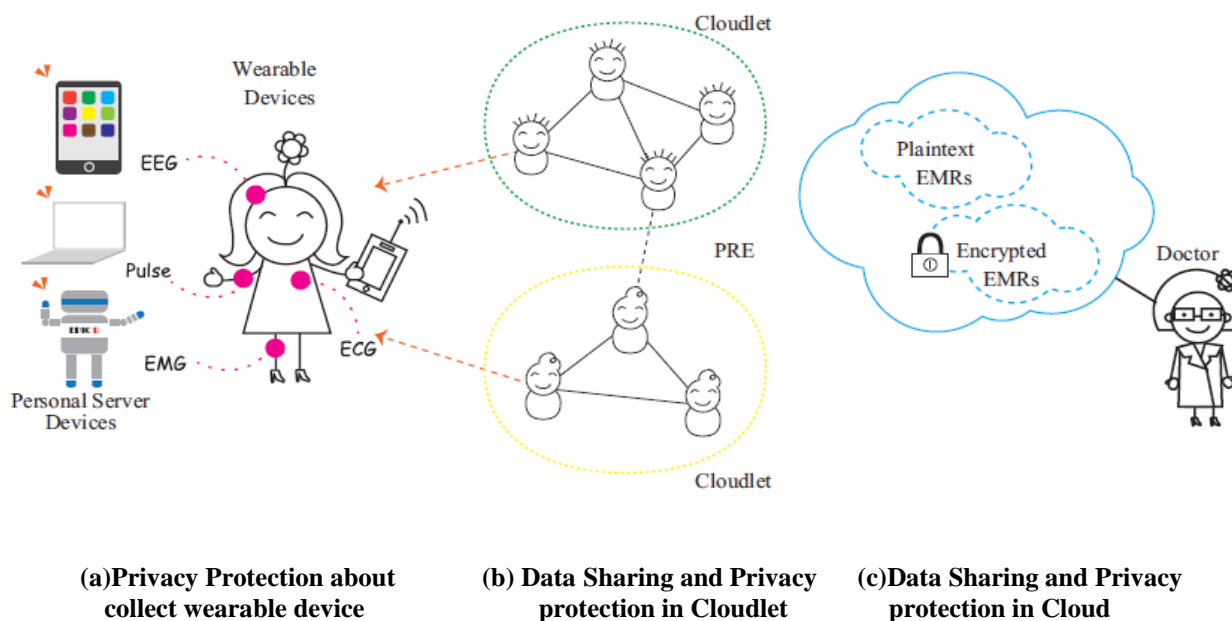 Cloudlet
Wearable
Devices
EEG
Pulse
EPIC R
EMG
ECG
Personal Server
Devices
PRE
Cloudlet
Plaintext
EMRs
Encrypted
EMRs
Doctor
(a)Privacy Protection about
collect wearable device
(b) Data Sharing and Privacy
protection in Cloudlet
(c)Data Sharing and Privacy
protection in Cloud